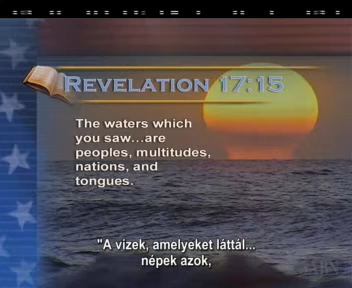 REVELATION 17:15
The waters which
you saw...are
peoples, multitudes,
nations, and
tongues.
"A vizek, amelyeket láttál...
népek azok,